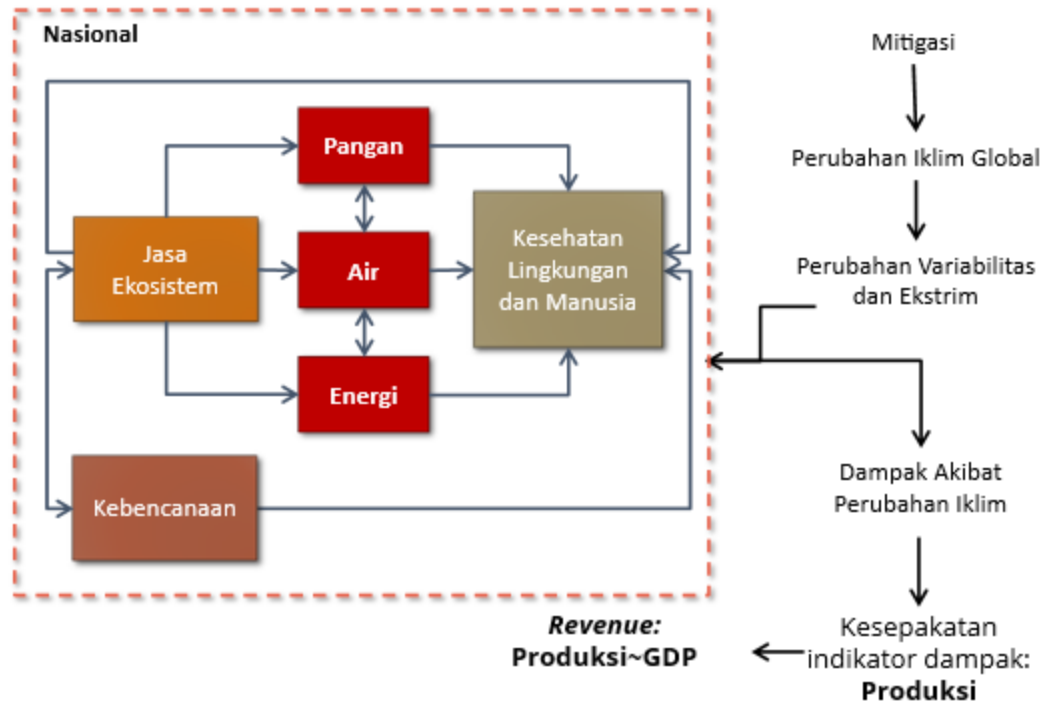 Nasional
Pangan
Jasa
Ekosistem
Air
Energi
Kesehatan
Lingkungan
dan Manusia
Kebencanaan
Mitigasi
Perubahan Iklim Global
Perubahan Variabilitas
dan Ekstrim
Dampak Akibat
Perubahan Iklim
Kesepakatan
indikator dampak:
Produksi
Revenue:
Produksi~GDP